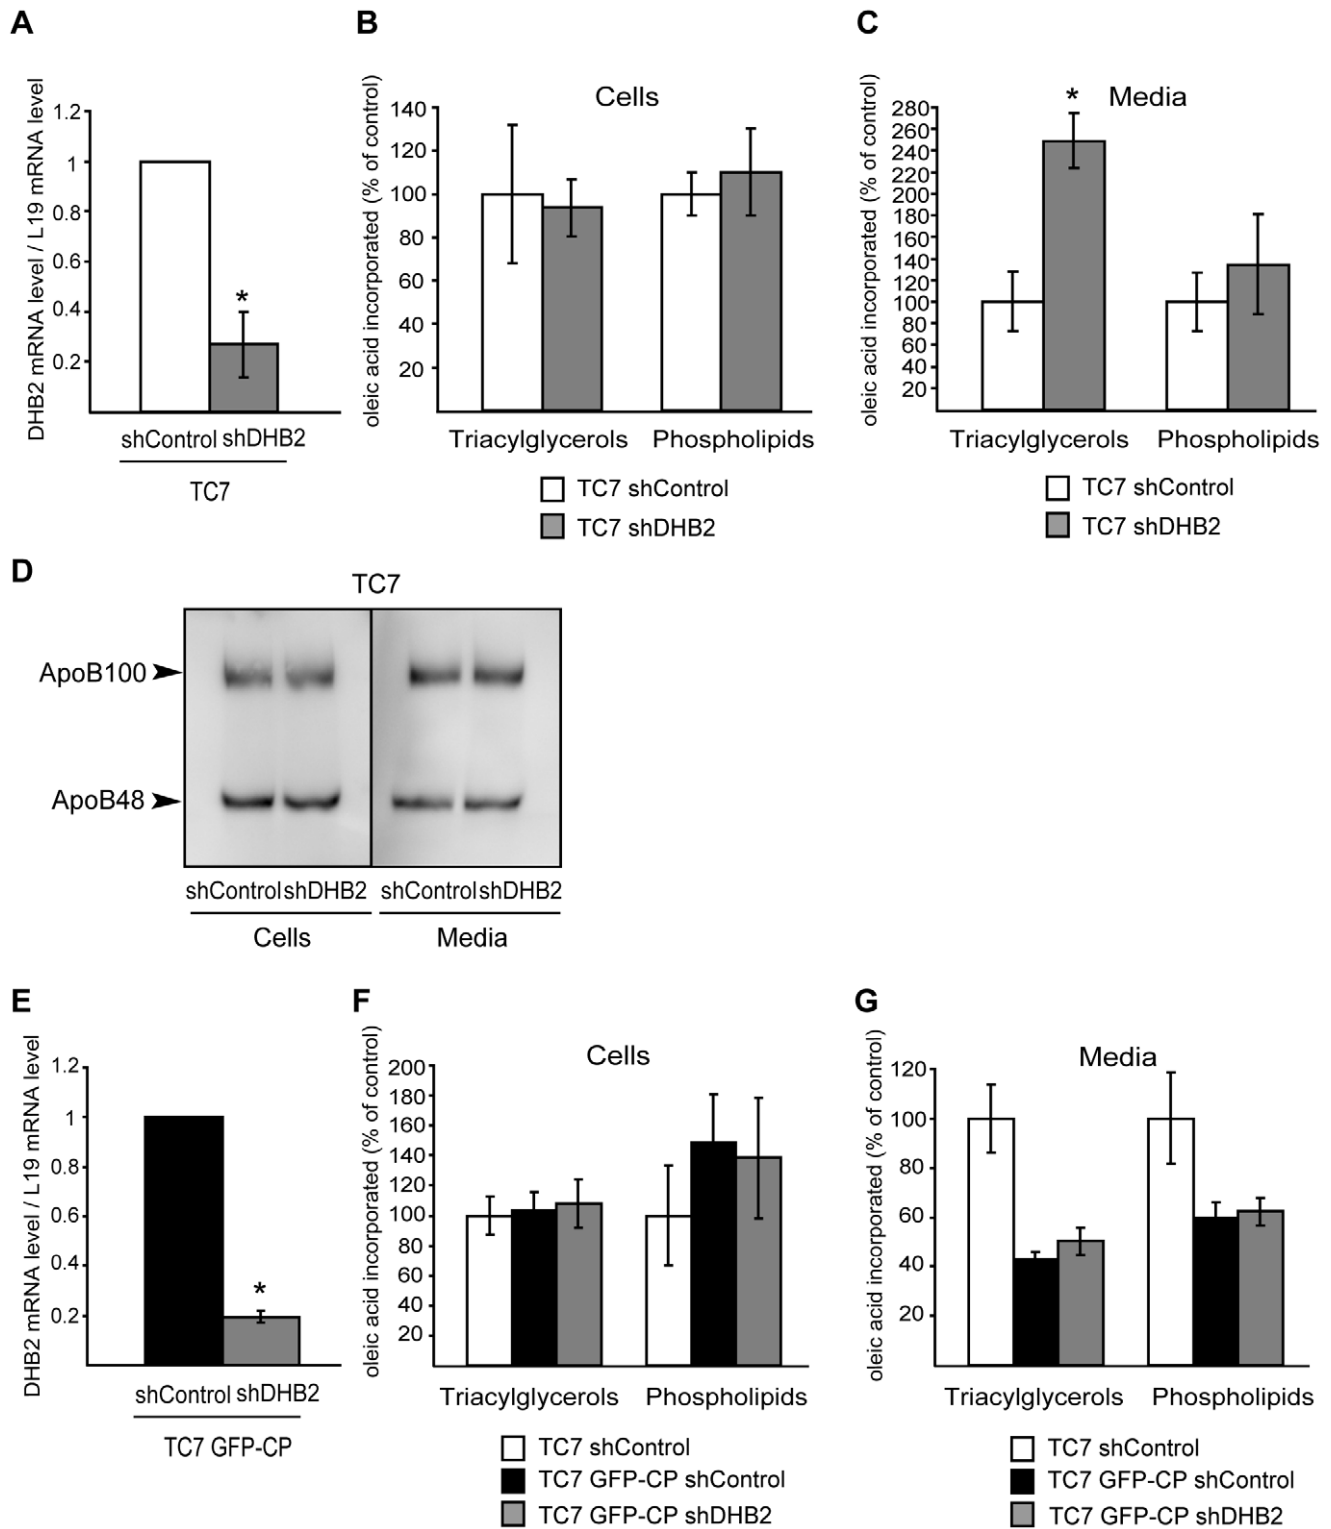 A
DHB2 mRNA level / L19 mRNA level
1.2
1
0.8
0.6
0.4
0.2
*
shControl shDHB2
TC7
B
Cells
oleic acid incorporated (% of control)
140
120
100
80
60
40
20
Triacylglycerols Phospholipids
TC7 shControl
TC7 shDHB2
C
Media
oleic acid incorporated (% of control)
280
260
240
220
200
180
160
140
120
100
80
60
40
20
*
Triacylglycerols Phospholipids
TC7 shControl
TC7 shDHB2
D
TC7
ApoB100
ApoB48
shControl shDHB2 shControl shDHB2
Cells Media
E
DHB2 mRNA level / L19 mRNA level
1.2
1
0.8
0.6
0.4
0.2
*
shControl shDHB2
TC7 GFP-CP
F
Cells
oleic acid incorporated (% of control)
200
180
160
140
120
100
80
60
40
20
Triacylglycerols Phospholipids
TC7 shControl
TC7 GFP-CP shControl
TC7 GFP-CP shDHB2
G
Media
oleic acid incorporated (% of control)
120
100
80
60
40
20
Triacylglycerols Phospholipids
TC7 shControl
TC7 GFP-CP shControl
TC7 GFP-CP shDHB2